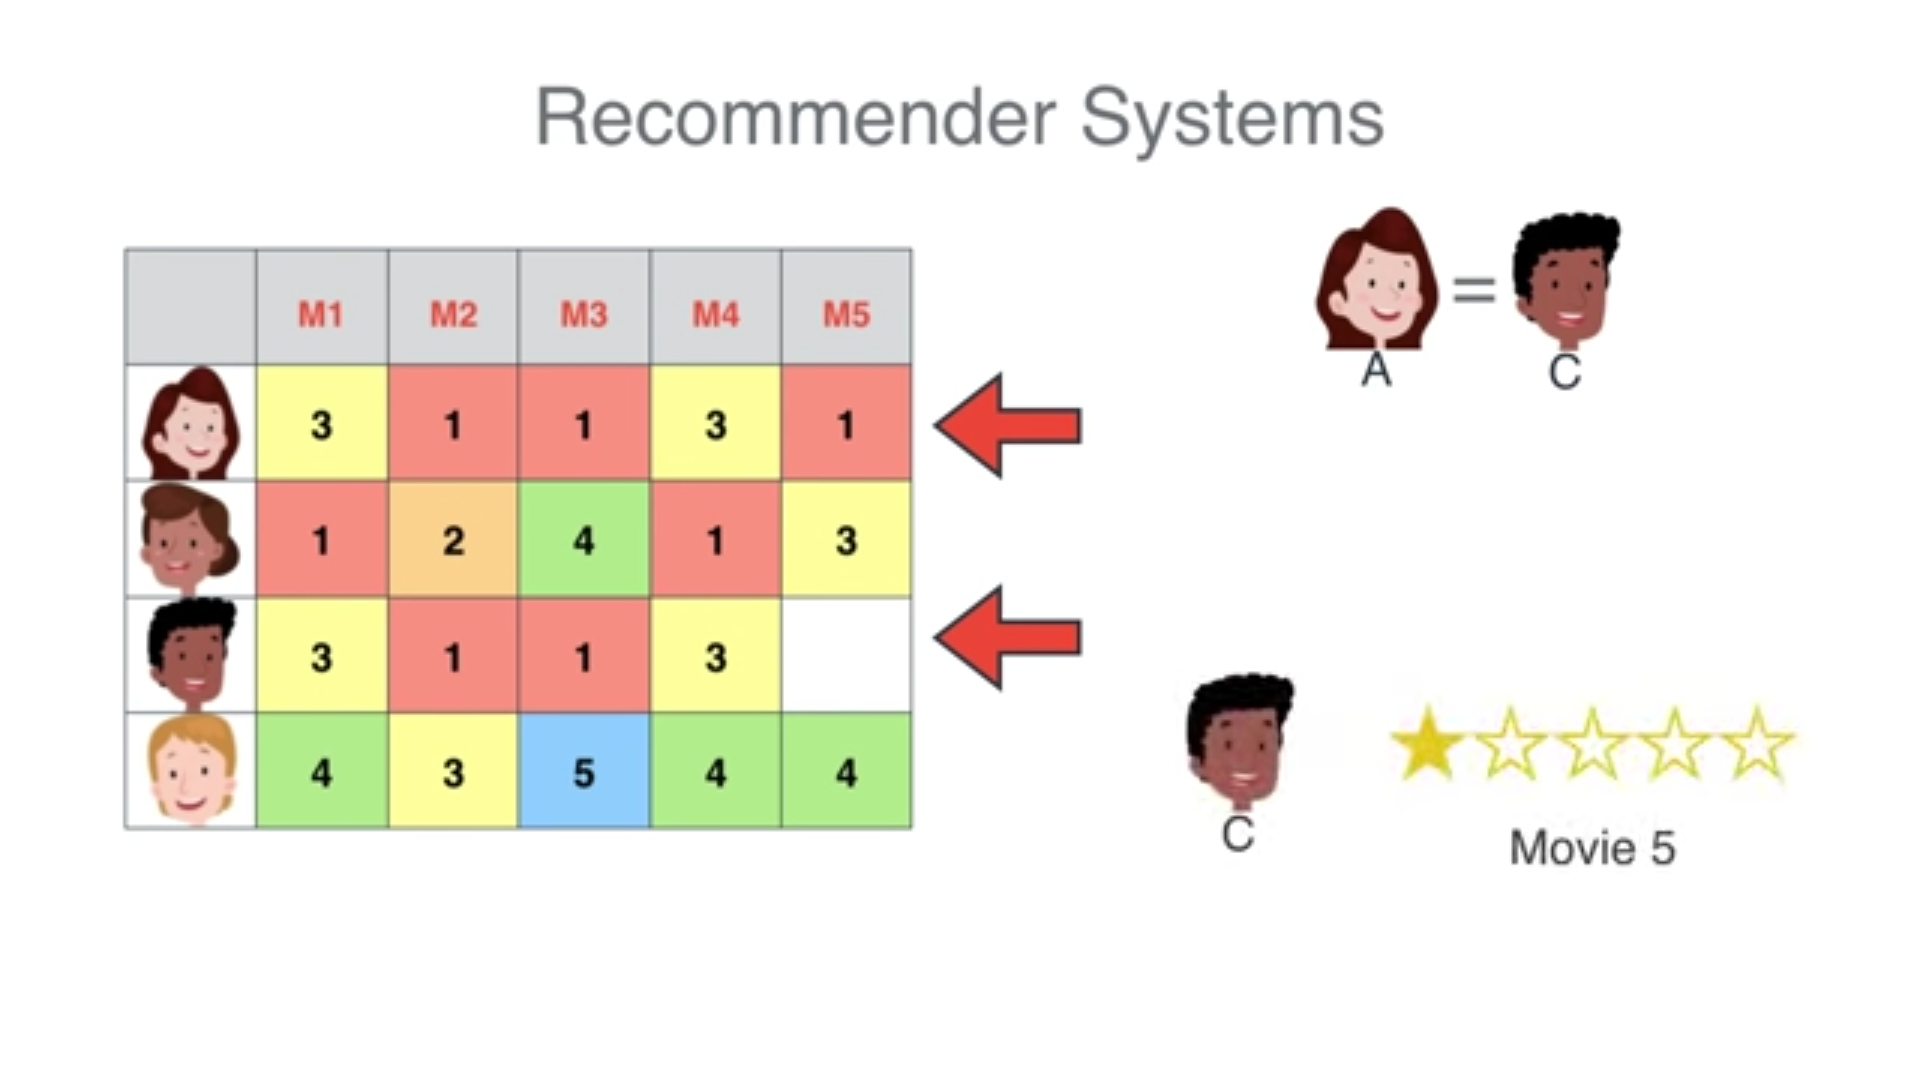 Recommender Systems
M1 M2 M3 M4 M5
3 1 1 3 1
1 2 4 1 3
3 1 1 3
4 3 5 4 4
A = C
C
Movie 5